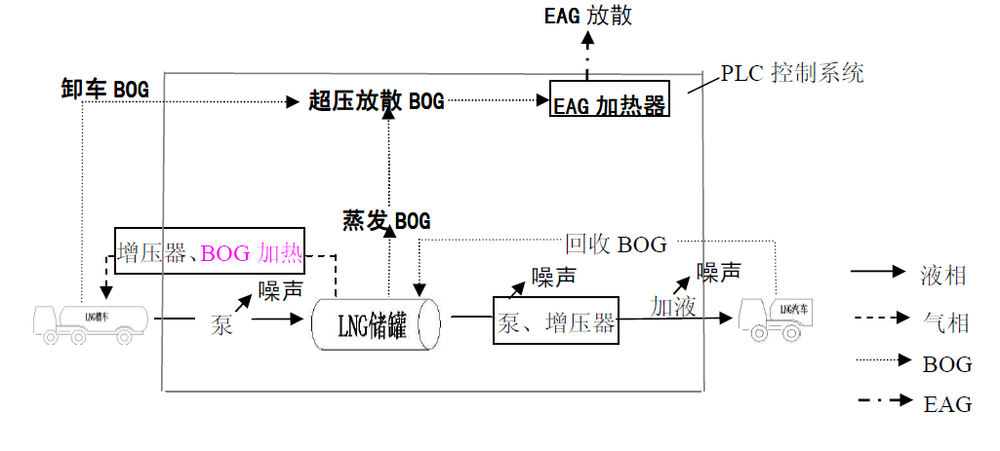 EAG 放散
PLC 控制系统
卸车 BOG
超压放散 BOG
EAG 加热器
蒸发 BOG
增压器、BOG 加热
回收 BOG
噪声
噪声
噪声
液相
LNG槽车
泵
LNG储罐
泵、增压器
加液
LNG汽车
气相
BOG
EAG